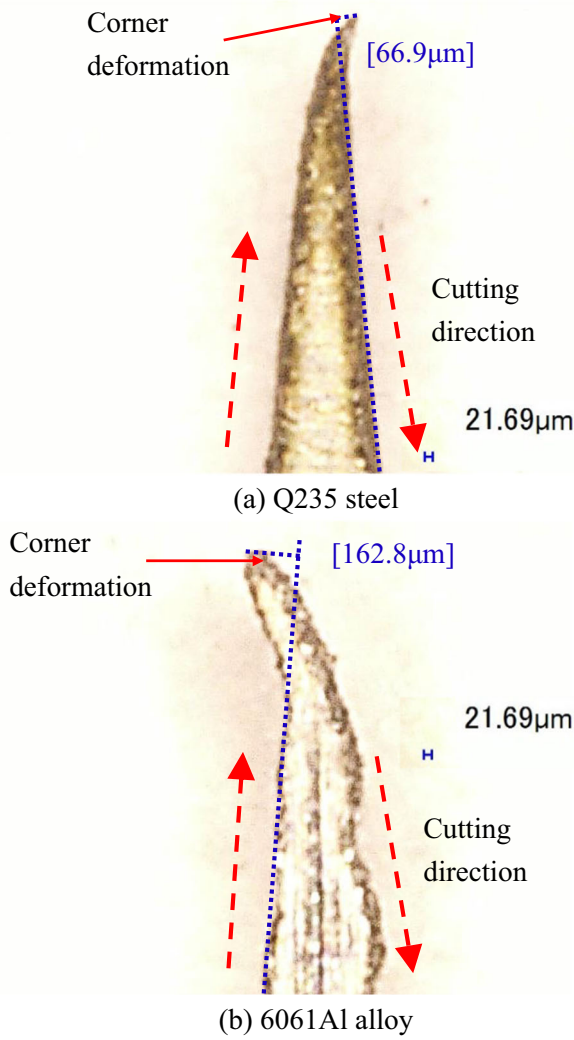 Corner
deformation
[66.9μm]
Cutting
direction
21.69μm
(a) Q235 steel
Corner
deformation
[162.8μm]
21.69μm
Cutting
direction
(b) 6061Al alloy